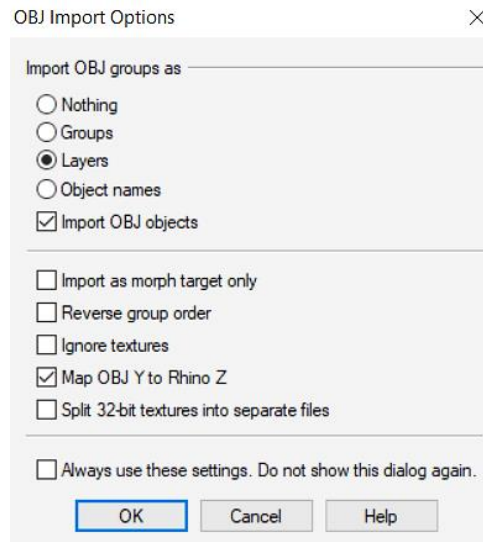 OBJ Import Options
Import OBJ groups as
Nothing
Groups
Layers
Object names
Import OBJ objects
Import as morph target only
Reverse group order
Ignore textures
Map OBJ Y to Rhino Z
Split 32-bit textures into separate files
Always use these settings. Do not show this dialog again.
OK Cancel Help